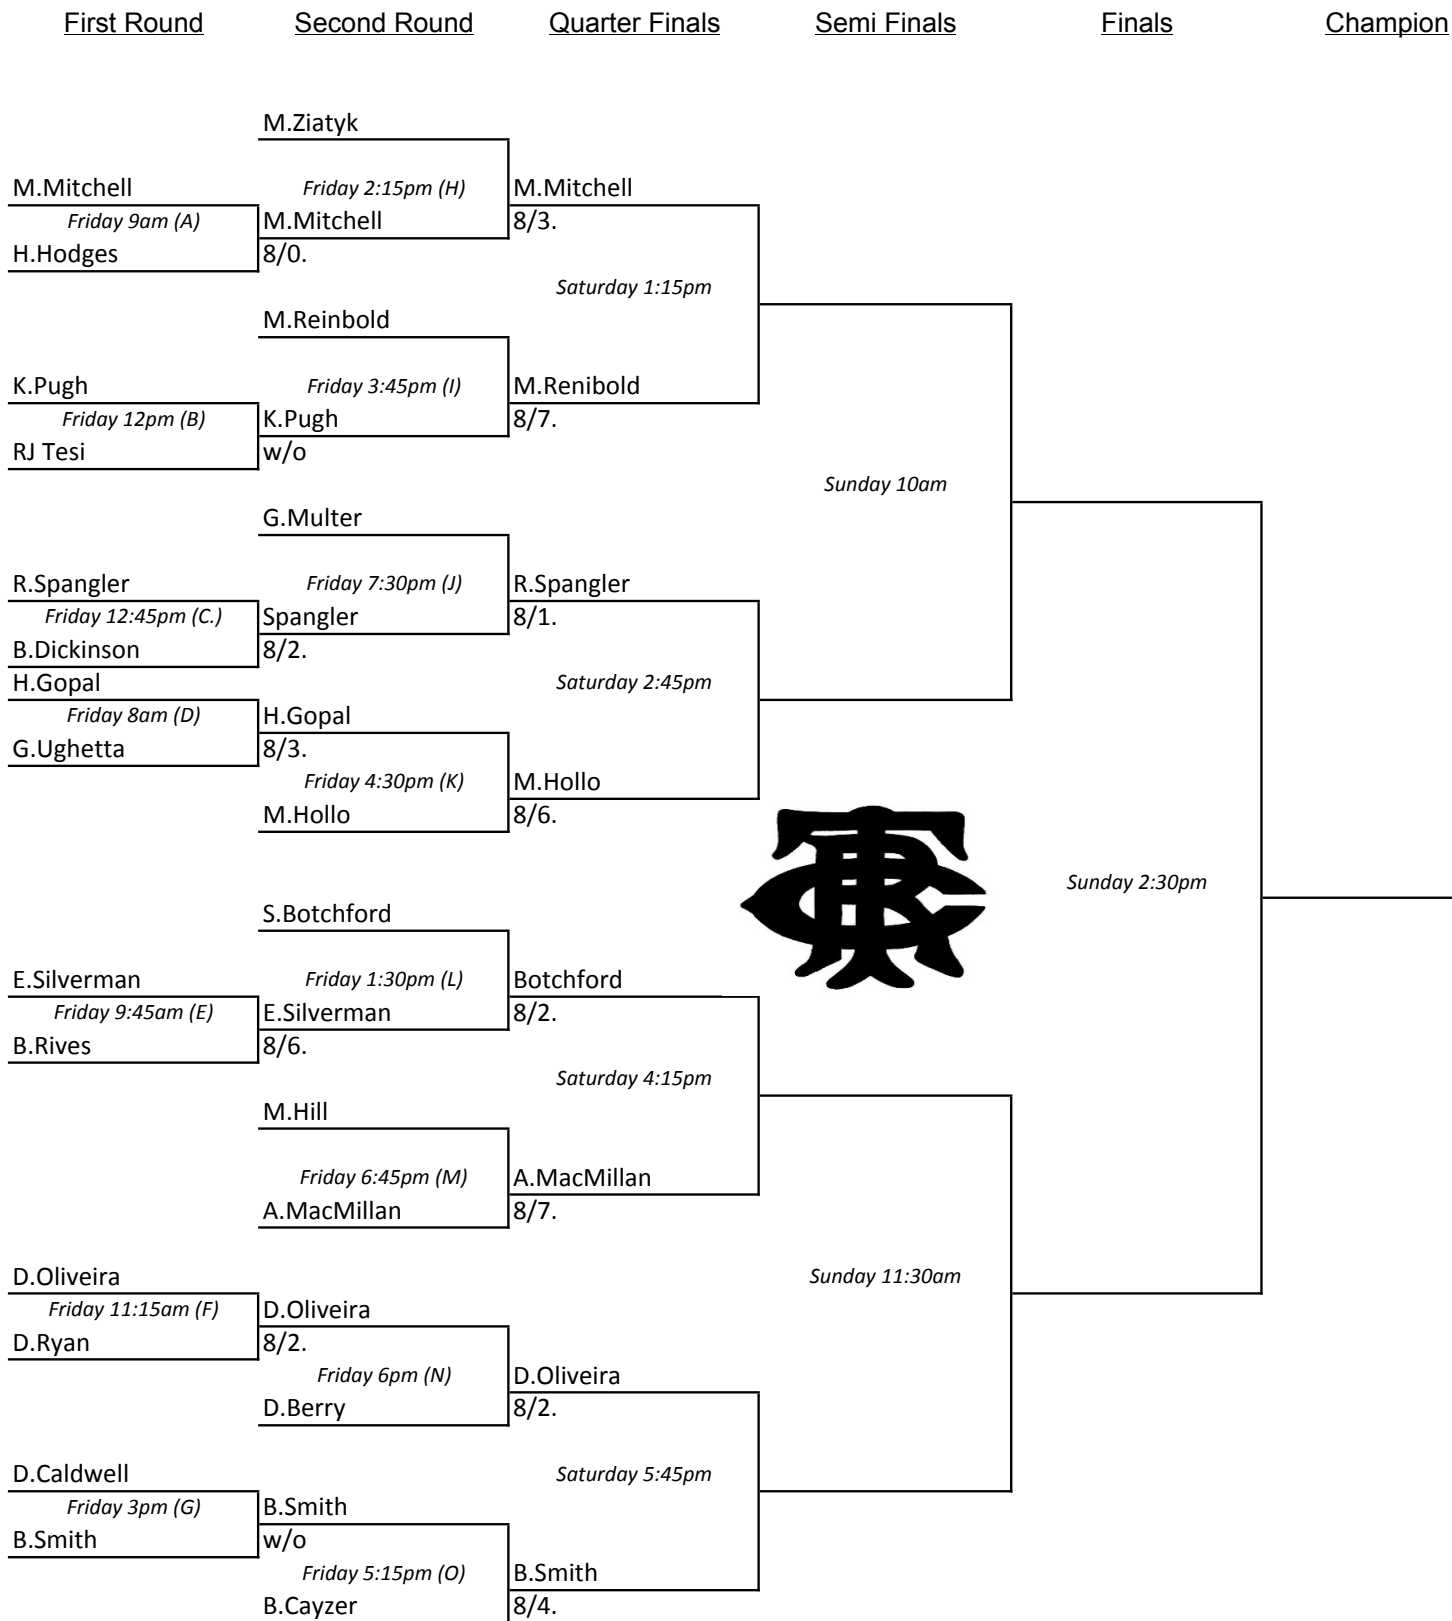 First Round Second Round Quarter Finals Semi Finals Finals Champion
M.Ziatyk
M.Mitchell Friday 2:15pm (H) M.Mitchell
Friday 9am (A) M.Mitchell 8/3.
H.Hodges 8/0.
Saturday 1:15pm
M.Reinbold
K.Pugh Friday 3:45pm (I) M.Renibold
Friday 12pm (B) K.Pugh 8/7.
RJ Tesi w/o
Sunday 10am
G.Multer
R.Spangler Friday 7:30pm (J) R.Spangler
Friday 12:45pm (C.) Spangler 8/1.
B.Dickinson 8/2.
H.Gopal Saturday 2:45pm
Friday 8am (D) H.Gopal
G.Ughetta 8/3.
Friday 4:30pm (K) M.Hollo
M.Hollo 8/6.
Sunday 2:30pm
S.Botchford
E.Silverman Friday 1:30pm (L) Botchford
Friday 9:45am (E) E.Silverman 8/2.
B.Rives 8/6.
Saturday 4:15pm
M.Hill
Friday 6:45pm (M) A.MacMillan
A.MacMillan 8/7.
D.Oliveira Sunday 11:30am
Friday 11:15am (F) D.Oliveira
D.Ryan 8/2.
Friday 6pm (N) D.Oliveira
D.Berry 8/2.
D.Caldwell Saturday 5:45pm
Friday 3pm (G) B.Smith
B.Smith w/o
Friday 5:15pm (O) B.Smith
B.Cayzer 8/4.